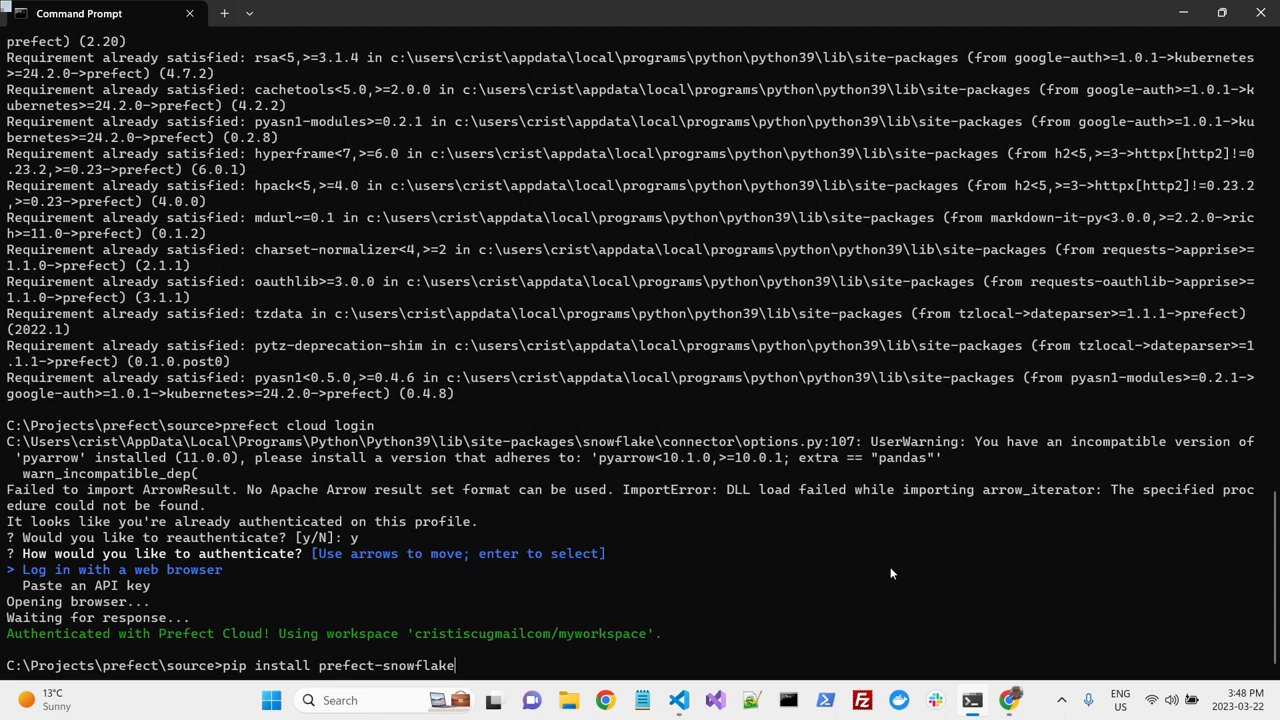 Command Prompt
prefect) (2.20)
Requirement already satisfied: rsa<5,>=3.1.4 in c:\users\crist\appdata\local\programs\python\python39\lib\site-packages (from google-auth>=1.0.1->kubernetes
>=24.2.0->prefect) (4.7.2)
Requirement already satisfied: cachetools<5.0,>=2.0.0 in c:\users\crist\appdata\local\programs\python\python39\lib\site-packages (from google-auth>=1.0.1->k
ubernetes>=24.2.0->prefect) (4.2.2)
Requirement already satisfied: pyasn1-modules>=0.2.1 in c:\users\crist\appdata\local\programs\python\python39\lib\site-packages (from google-auth>=1.0.1->ku
bernetes>=24.2.0->prefect) (0.2.8)
Requirement already satisfied: hyperframe<7,>=6.0 in c:\users\crist\appdata\local\programs\python\python39\lib\site-packages (from h2<5,>=3->httpx[http2]!=0
.23.2,>=0.23->prefect) (6.0.1)
Requirement already satisfied: hpack<5,>=4.0 in c:\users\crist\appdata\local\programs\python\python39\lib\site-packages (from h2<5,>=3->httpx[http2]!=0.23.2
,>=0.23->prefect) (4.0.0)
Requirement already satisfied: mdurl~=0.1 in c:\users\crist\appdata\local\programs\python\python39\lib\site-packages (from markdown-it-py<3.0.0,>=2.2.0->ric
h>=11.0->prefect) (0.1.2)
Requirement already satisfied: charset-normalizer<4,>=2 in c:\users\crist\appdata\local\programs\python\python39\lib\site-packages (from requests->apprise>=
1.1.0->prefect) (2.1.1)
Requirement already satisfied: oauthlib>=3.0.0 in c:\users\crist\appdata\local\programs\python\python39\lib\site-packages (from requests-oauthlib->apprise>=
1.1.0->prefect) (3.1.1)
Requirement already satisfied: tzdata in c:\users\crist\appdata\local\programs\python\python39\lib\site-packages (from tzlocal->dateparser>=1.1.1->prefect)
(2022.1)
Requirement already satisfied: pytz-deprecation-shim in c:\users\crist\appdata\local\programs\python\python39\lib\site-packages (from tzlocal->dateparser>=1
.1.1->prefect) (0.1.0.post0)
Requirement already satisfied: pyasn1<0.5.0,>=0.4.6 in c:\users\crist\appdata\local\programs\python\python39\lib\site-packages (from pyasn1-modules>=0.2.1->
google-auth>=1.0.1->kubernetes>=24.2.0->prefect) (0.4.8)
C:\Projects\prefect\source>prefect cloud login
C:\Users\crist\AppData\Local\Programs\Python\Python39\lib\site-packages\snowflake\connector\options.py:107: UserWarning: You have an incompatible version of
'pyarrow' installed (11.0.0), please install a version that adheres to: 'pyarrow<10.1.0,>=10.0.1; extra == "pandas"'
warn_incompatible_dep(
Failed to import ArrowResult. No Apache Arrow result set format can be used. ImportError: DLL load failed while importing arrow_iterator: The specified proc
edure could not be found.
It looks like you're already authenticated on this profile.
? Would you like to reauthenticate? [y/N]: y
? How would you like to authenticate? [Use arrows to move; enter to select]
> Log in with a web browser
Paste an API key
Opening browser...
Waiting for response...
Authenticated with Prefect Cloud! Using workspace 'cristiscugmailcom/myworkspace'.
C:\Projects\prefect\source>pip install prefect-snowflake
13°C
Sunny
Search
ENG
US
3:48 PM
2023-03-22